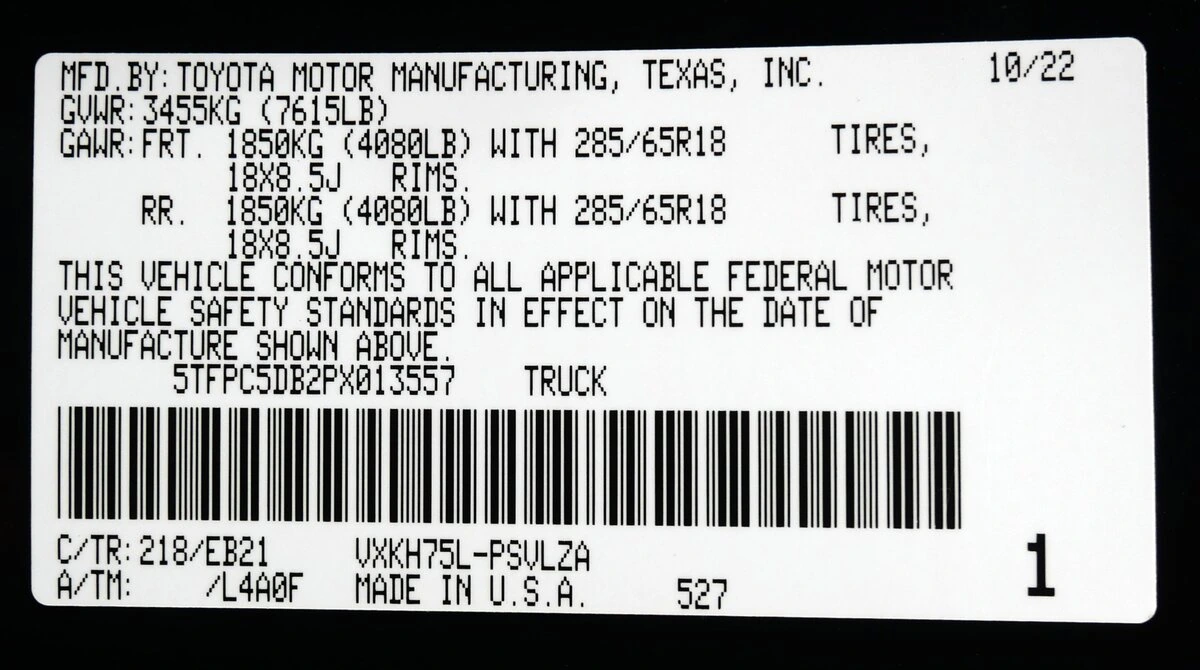 MFD.BY:TOYOTA MOTOR MANUFACTURING, TEXAS, INC. 10/22
GVWR:3455KG (7615LB)
GAWR:FRT. 1850KG (4080LB) WITH 285/65R18 TIRES,
18X8.5J RIMS.
RR. 1850KG (4080LB) WITH 285/65R18 TIRES,
18X8.5J RIMS.
THIS VEHICLE CONFORMS TO ALL APPLICABLE FEDERAL MOTOR
VEHICLE SAFETY STANDARDS IN EFFECT ON THE DATE OF
MANUFACTURE SHOWN ABOVE.
5TFPC5DB2PX013557 TRUCK
C/TR:218/EB21 VXKH75L-PSVLZA
A/TM: /L4A0F MADE IN U.S.A. 527 1